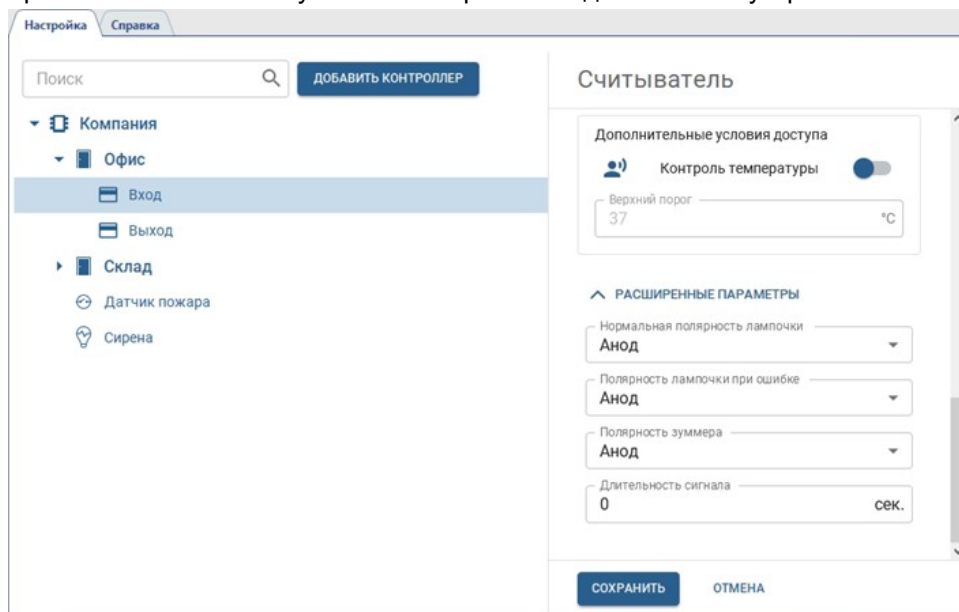 Настройка
Справка
Поиск
ДОБАВИТЬ КОНТРОЛЛЕР
Компания
Офис
Вход
Выход
Склад
Датчик пожара
Сирена
Считыватель
Дополнительные условия доступа
Контроль температуры
Верхний порог
37 °C
РАСШИРЕННЫЕ ПАРАМЕТРЫ
Нормальная полярность лампочки
Анод
Полярность лампочки при ошибке
Анод
Полярность зуммера
Анод
Длительность сигнала
0 сек.
СОХРАНИТЬ
ОТМЕНА